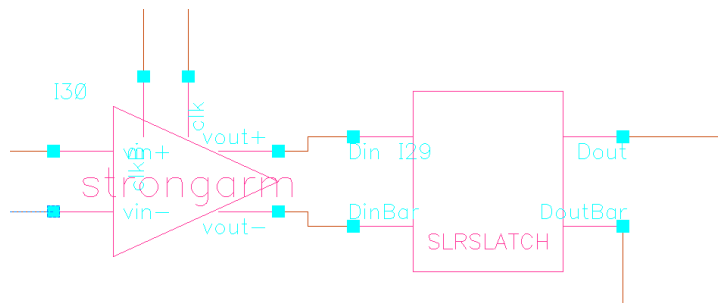 I30
clk
vout+
vin+
clkB
Din
I29
Dout
strongarm
vin-
DinBar
DoutBar
vout-
SLRSLATCH